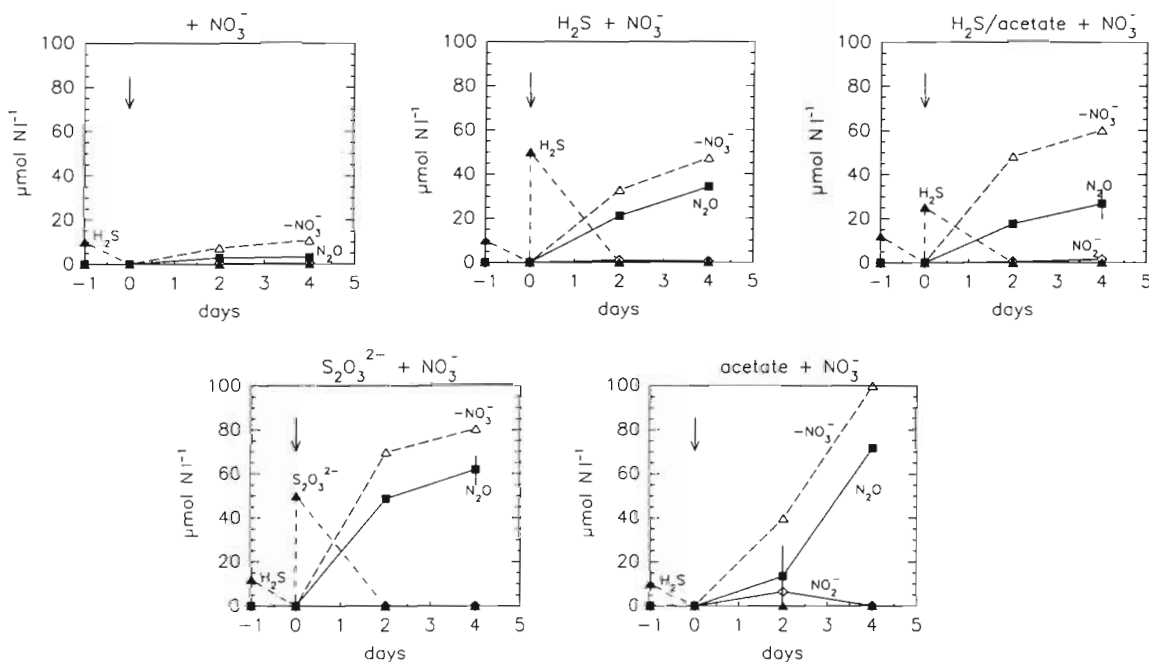 + NO₃⁻
H₂S + NO₃⁻
H₂S/acetate + NO₃⁻
μmol N l⁻¹
100
80
60
40
20
0
H₂S
−NO₃⁻
N₂O
−1 0 1 2 3 4 5
days
μmol N l⁻¹
100
80
60
40
20
0
H₂S
−NO₃⁻
N₂O
−1 0 1 2 3 4 5
days
μmol N l⁻¹
100
80
60
40
20
0
H₂S
−NO₃⁻
N₂O
NO₂⁻
−1 0 1 2 3 4 5
days
S₂O₃²⁻ + NO₃⁻
acetate + NO₃⁻
μmol N l⁻¹
100
80
60
40
20
0
H₂S
S₂O₃²⁻
−NO₃⁻
N₂O
−1 0 1 2 3 4 5
days
μmol N l⁻¹
100
80
60
40
20
0
H₂S
−NO₃⁻
N₂O
NO₂⁻
−1 0 1 2 3 4 5
days